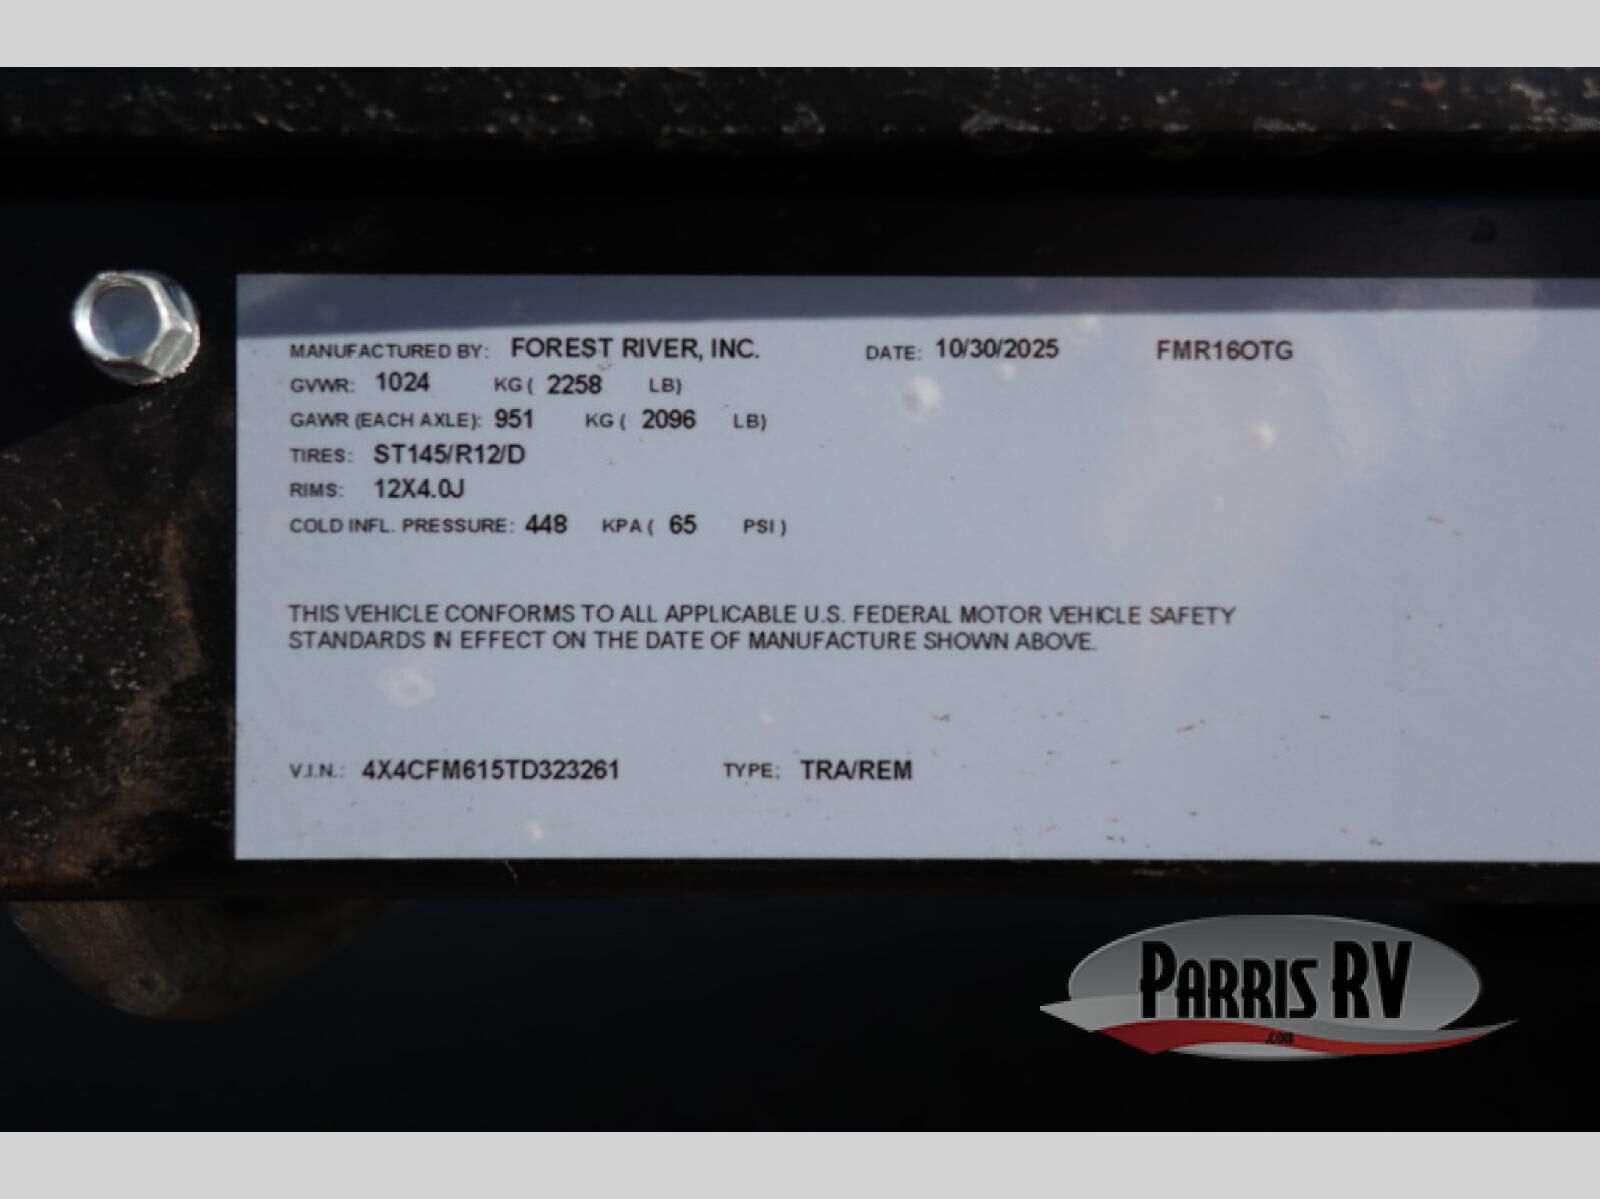 MANUFACTURED BY: FOREST RIVER, INC. DATE: 10/30/2025 FMR16OTG
GVWR: 1024 KG ( 2258 LB)
GAWR (EACH AXLE): 951 KG ( 2096 LB)
TIRES: ST145/R12/D
RIMS: 12X4.0J
COLD INFL. PRESSURE: 448 KPA ( 65 PSI )
THIS VEHICLE CONFORMS TO ALL APPLICABLE U.S. FEDERAL MOTOR VEHICLE SAFETY
STANDARDS IN EFFECT ON THE DATE OF MANUFACTURE SHOWN ABOVE.
V.I.N.: 4X4CFM615TD323261 TYPE: TRA/REM
PARRIS RV
.COM